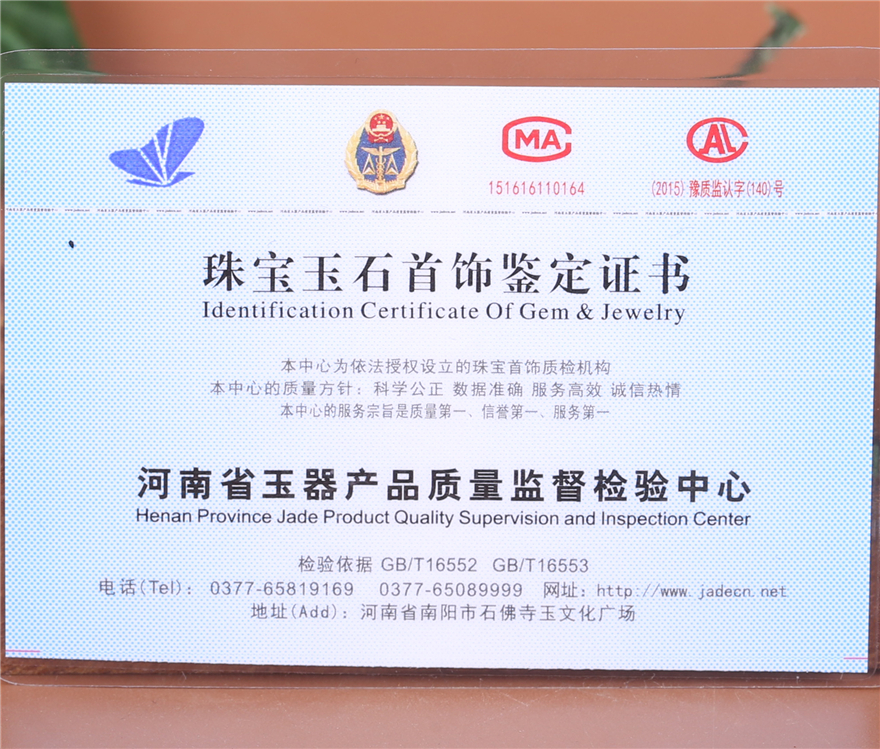 MA
AL
151616110164
(2015) 豫质监认字(140)号
珠宝玉石首饰鉴定证书
Identification Certificate Of Gem & Jewelry
本中心为依法授权设立的珠宝首饰质检机构
本中心的质量方针：科学公正 数据准确 服务高效 诚信热情
本中心的服务宗旨是质量第一、信誉第一、服务第一
河南省玉器产品质量监督检验中心
Henan Province Jade Product Quality Supervision and Inspection Center
检验依据 GB/T16552 GB/T16553
电话(Tel)：0377-65819169 0377-65089999 网址：http://www.jadecn.net
地址(Add)：河南省南阳市石佛寺玉文化广场